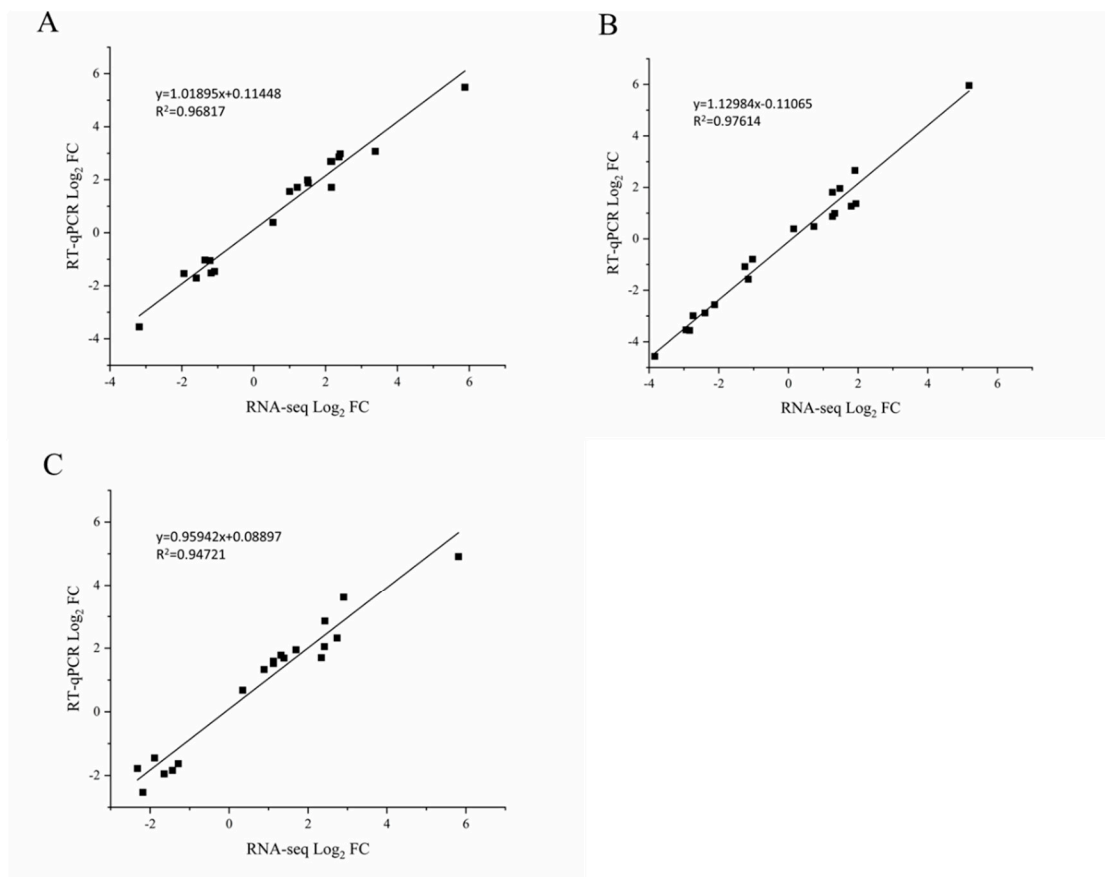 A
6
4
2
0
-2
-4
-4
-2
0
2
4
6
y=1.01895x+0.11448
R²=0.96817
RT-qPCR Log₂ FC
RNA-seq Log₂ FC
B
6
4
2
0
-2
-4
-4
-2
0
2
4
6
y=1.12984x-0.11065
R²=0.97614
RT-qPCR Log₂ FC
RNA-seq Log₂ FC
C
6
4
2
0
-2
-2
0
2
4
6
y=0.95942x+0.08897
R²=0.94721
RT-qPCR Log₂ FC
RNA-seq Log₂ FC